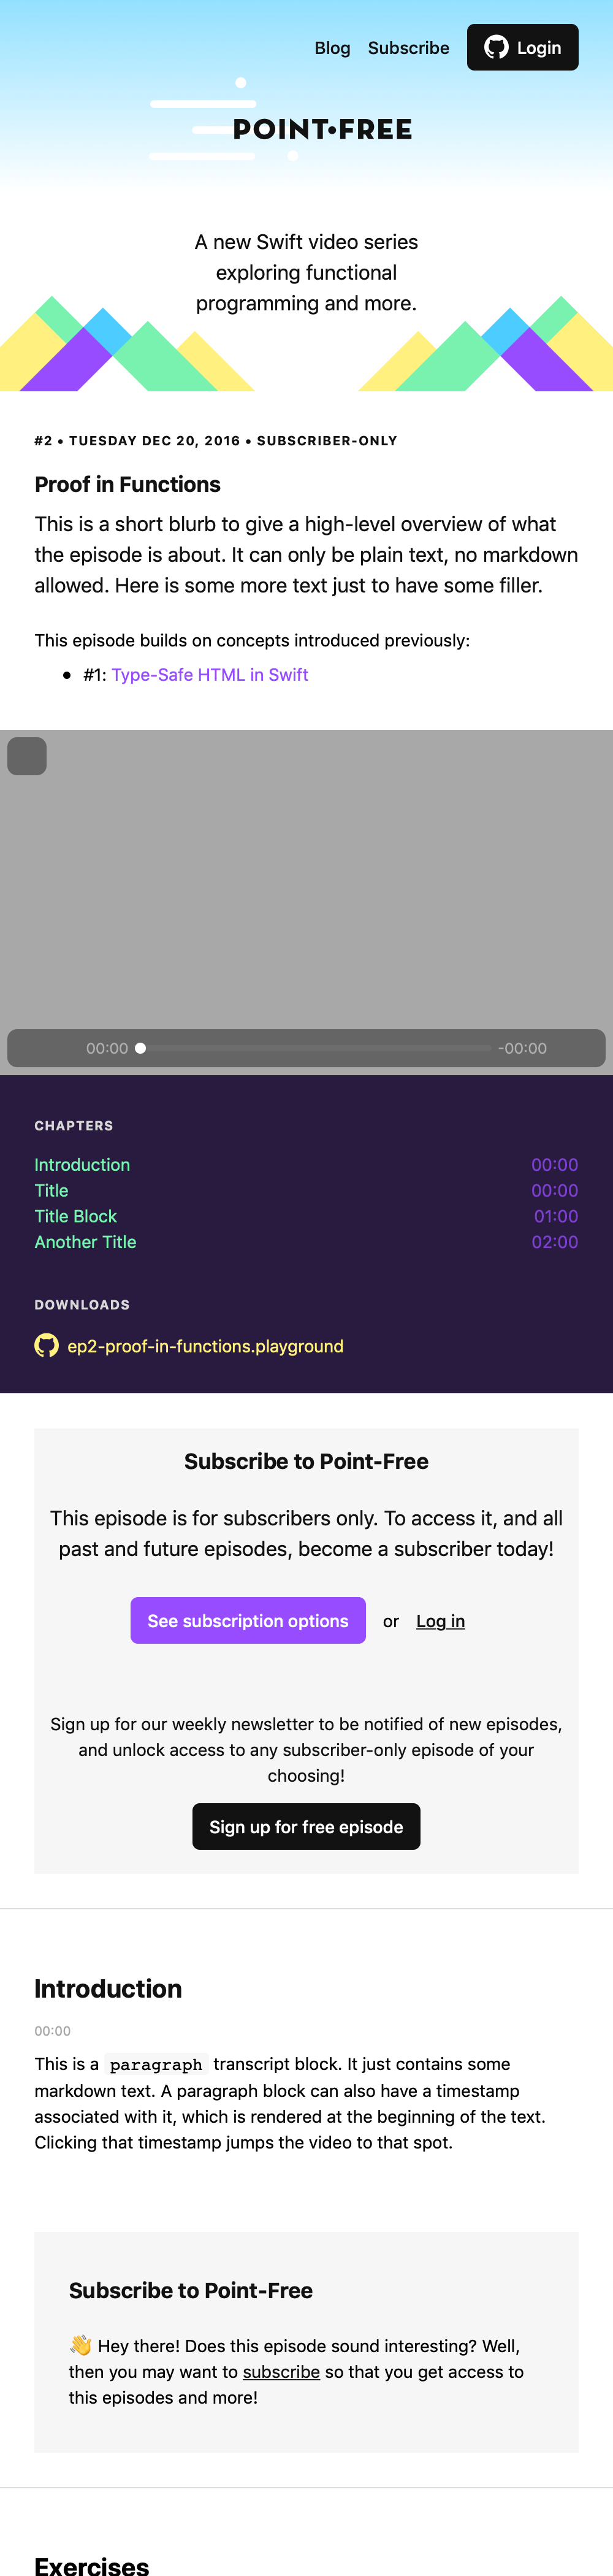 Blog Subscribe Login
POINT•FREE
A new Swift video series
exploring functional
programming and more.
#2 • TUESDAY DEC 20, 2016 • SUBSCRIBER-ONLY
Proof in Functions
This is a short blurb to give a high-level overview of what
the episode is about. It can only be plain text, no markdown
allowed. Here is some more text just to have some filler.
This episode builds on concepts introduced previously:
• #1: Type-Safe HTML in Swift
00:00 -00:00
CHAPTERS
Introduction 00:00
Title 00:00
Title Block 01:00
Another Title 02:00
DOWNLOADS
ep2-proof-in-functions.playground
Subscribe to Point-Free
This episode is for subscribers only. To access it, and all
past and future episodes, become a subscriber today!
See subscription options or Log in
Sign up for our weekly newsletter to be notified of new episodes,
and unlock access to any subscriber-only episode of your
choosing!
Sign up for free episode
Introduction
00:00
This is a paragraph transcript block. It just contains some
markdown text. A paragraph block can also have a timestamp
associated with it, which is rendered at the beginning of the text.
Clicking that timestamp jumps the video to that spot.
Subscribe to Point-Free
👋 Hey there! Does this episode sound interesting? Well,
then you may want to subscribe so that you get access to
this episodes and more!
Exercises